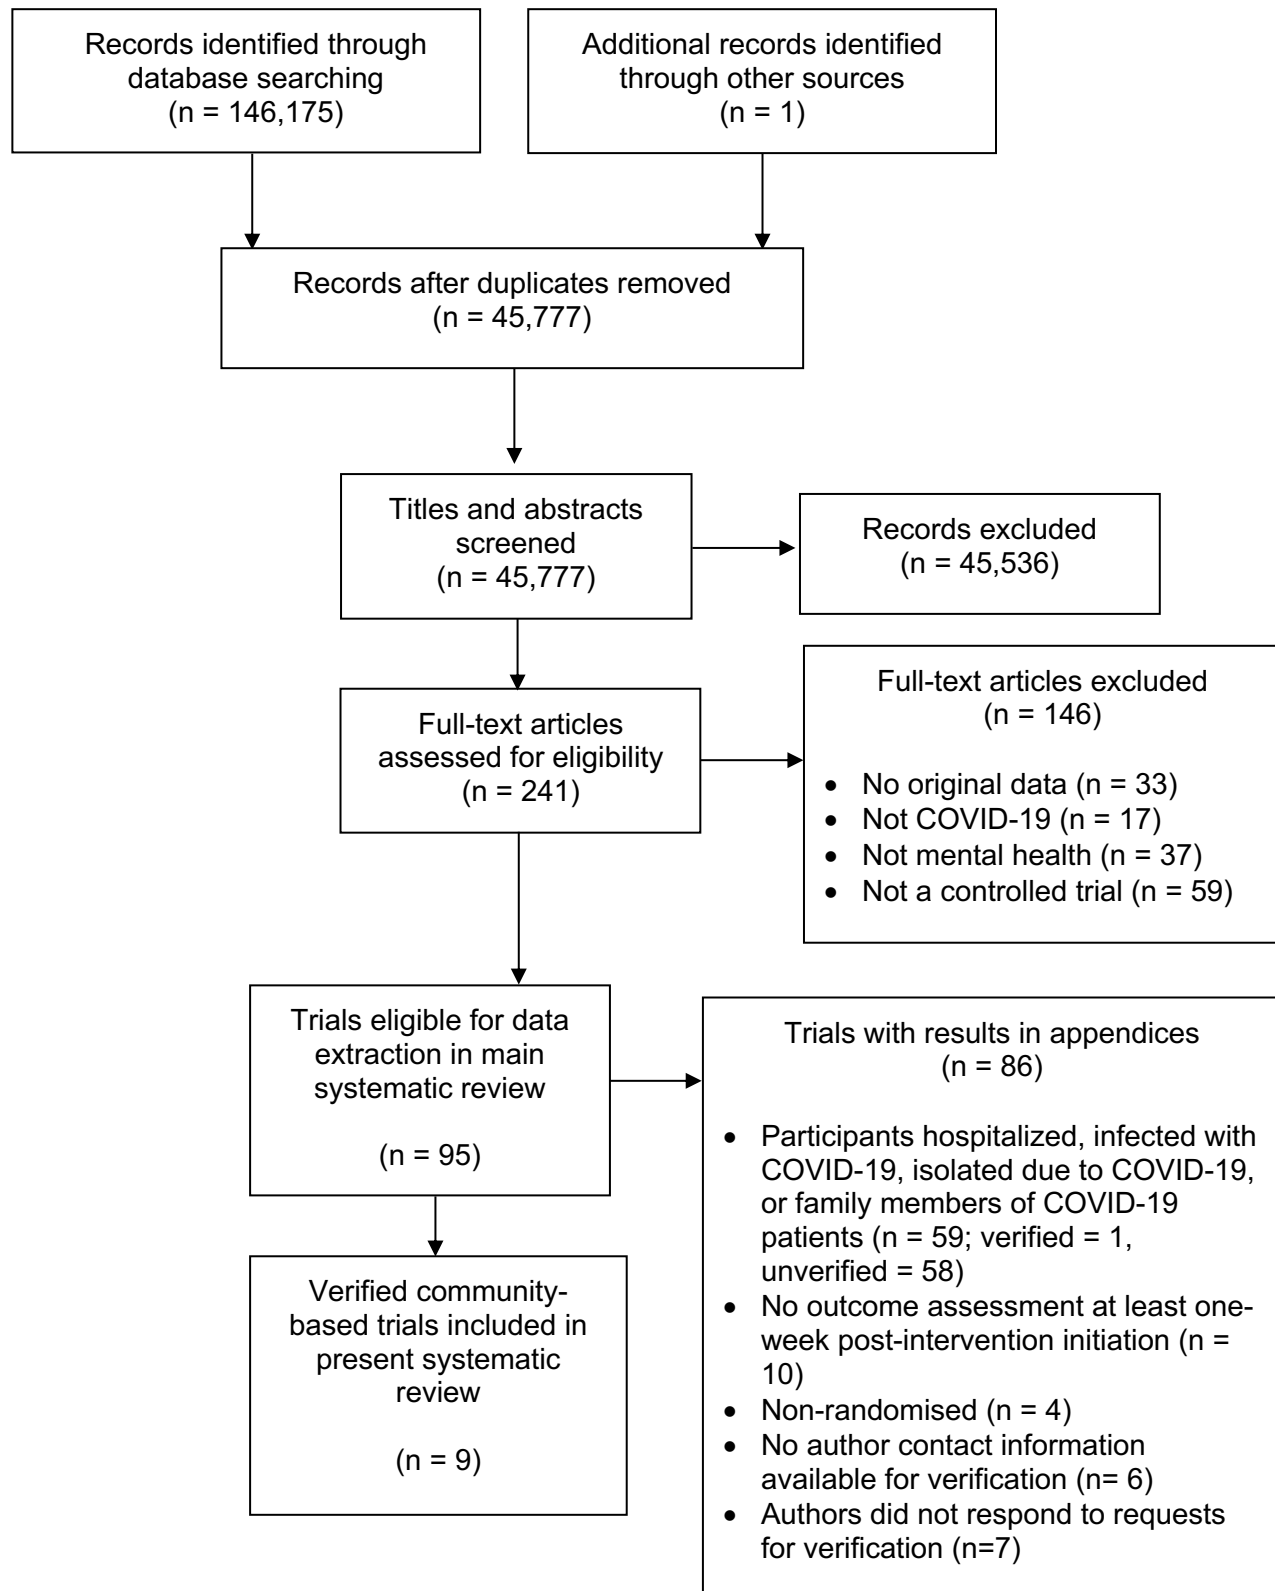 Records identified through
database searching
(n = 146,175)
Additional records identified
through other sources
(n = 1)
Records after duplicates removed
(n = 45,777)
Titles and abstracts
screened
(n = 45,777)
Records excluded
(n = 45,536)
Full-text articles
assessed for eligibility
(n = 241)
Full-text articles excluded
(n = 146)
• No original data (n = 33)
• Not COVID-19 (n = 17)
• Not mental health (n = 37)
• Not a controlled trial (n = 59)
Trials eligible for data
extraction in main
systematic review
(n = 95)
Trials with results in appendices
(n = 86)
• Participants hospitalized, infected with
COVID-19, isolated due to COVID-19,
or family members of COVID-19
patients (n = 59; verified = 1,
unverified = 58)
• No outcome assessment at least one-
week post-intervention initiation (n =
10)
• Non-randomised (n = 4)
• No author contact information
available for verification (n= 6)
• Authors did not respond to requests
for verification (n=7)
Verified community-
based trials included in
present systematic
review
(n = 9)